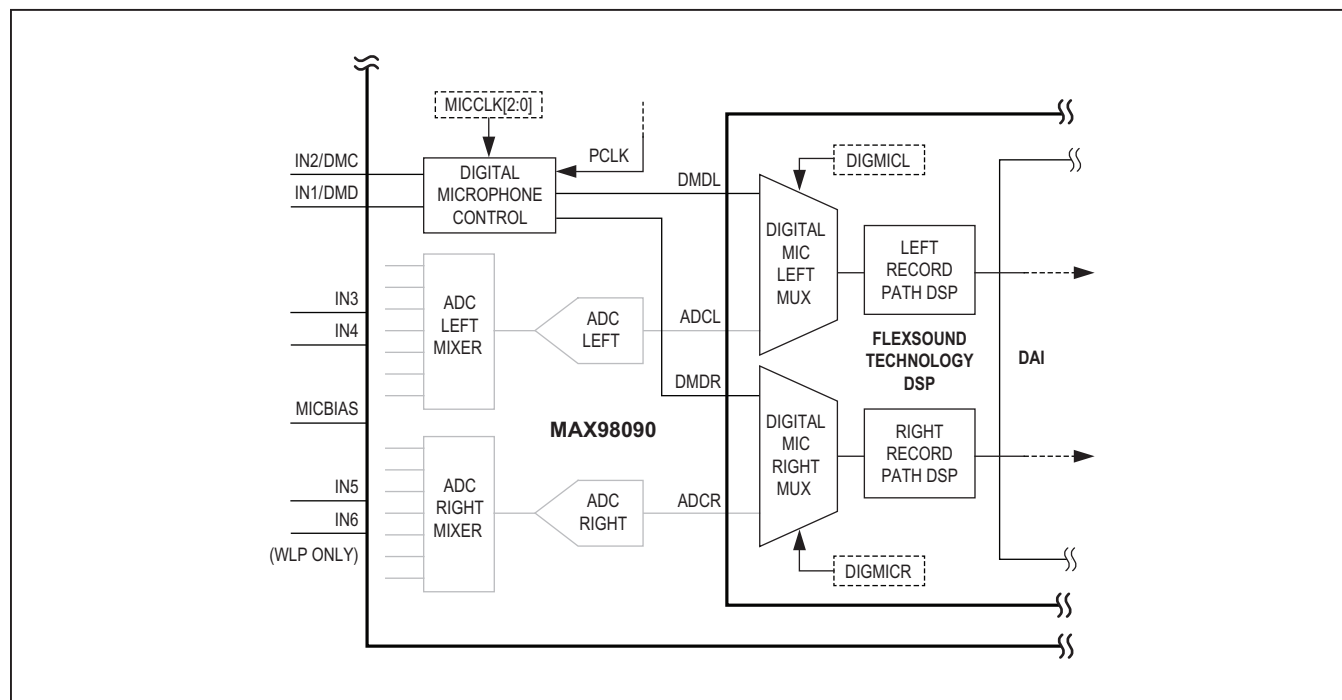 MICCLK[2:0]
IN2/DMC
IN1/DMD
DIGITAL
MICROPHONE
CONTROL
PCLK
DMDL
DIGMICL
DIGITAL
MIC
LEFT
MUX
LEFT
RECORD
PATH DSP
IN3
IN4
ADC
LEFT
MIXER
ADC
LEFT
ADCL
FLEXSOUND
TECHNOLOGY
DSP
DAI
DMDR
MICBIAS
MAX98090
DIGITAL
MIC
RIGHT
MUX
RIGHT
RECORD
PATH DSP
IN5
IN6
(WLP ONLY)
ADC
RIGHT
MIXER
ADC
RIGHT
ADCR
DIGMICR